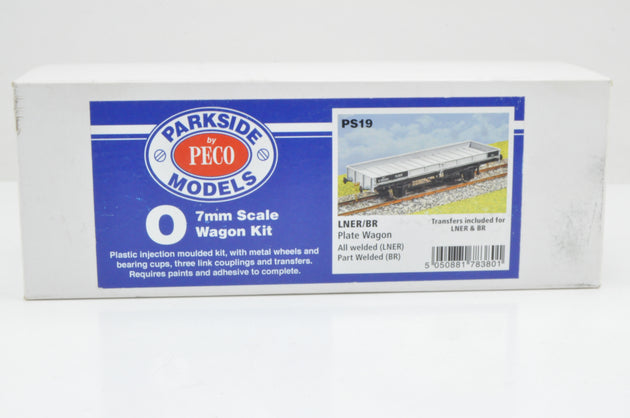 PARKSIDE
by
PECO
MODELS
O 7mm Scale
Wagon Kit
Plastic injection moulded kit, with metal wheels and
bearing cups, three link couplings and transfers.
Requires paints and adhesive to complete.
PS19
LNER/BR
Plate Wagon
All welded (LNER)
Part Welded (BR)
Transfers included for
LNER & BR
5 050881 783801